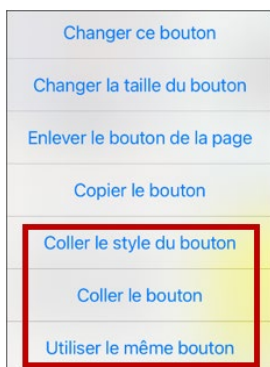 Changer ce bouton
Changer la taille du bouton
Enlever le bouton de la page
Copier le bouton
Coller le style du bouton
Coller le bouton
Utiliser le même bouton